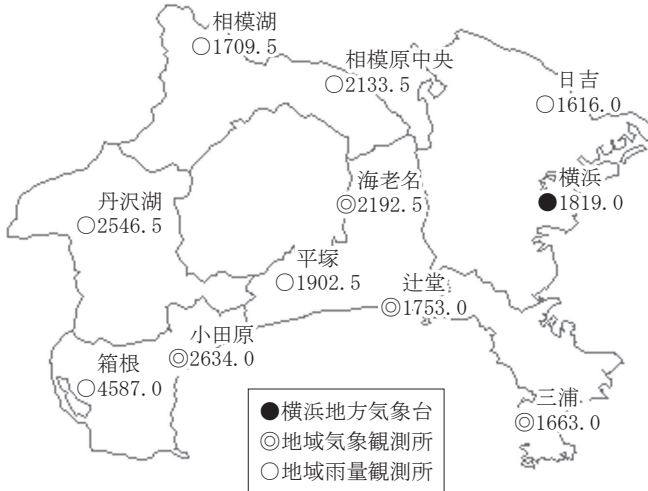 相模湖
○1709.5
相模原中央
○2133.5
日吉
○1616.0
丹沢湖
○2546.5
海老名
◎2192.5
横浜
●1819.0
平塚
○1902.5
辻堂
◎1753.0
小田原
◎2634.0
箱根
○4587.0
三浦
◎1663.0
●横浜地方気象台
◎地域気象観測所
○地域雨量観測所